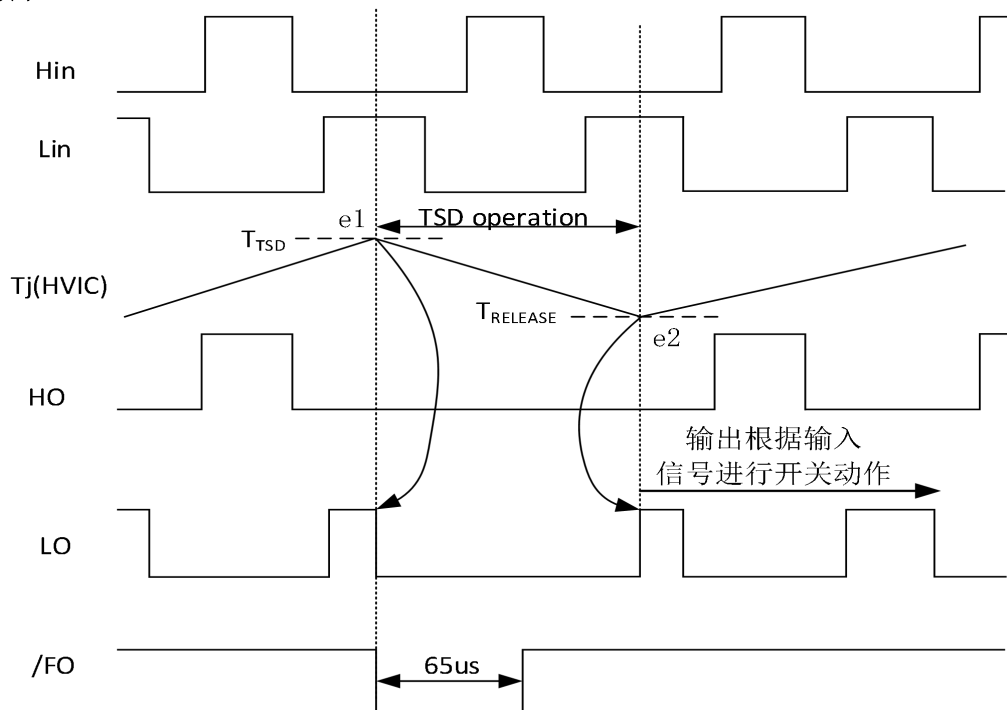 Hin
Lin
e1
TSD operation
TTSD
Tj(HVIC)
TRELEASE
e2
HO
输出根据输入
信号进行开关动作
LO
/FO
65us